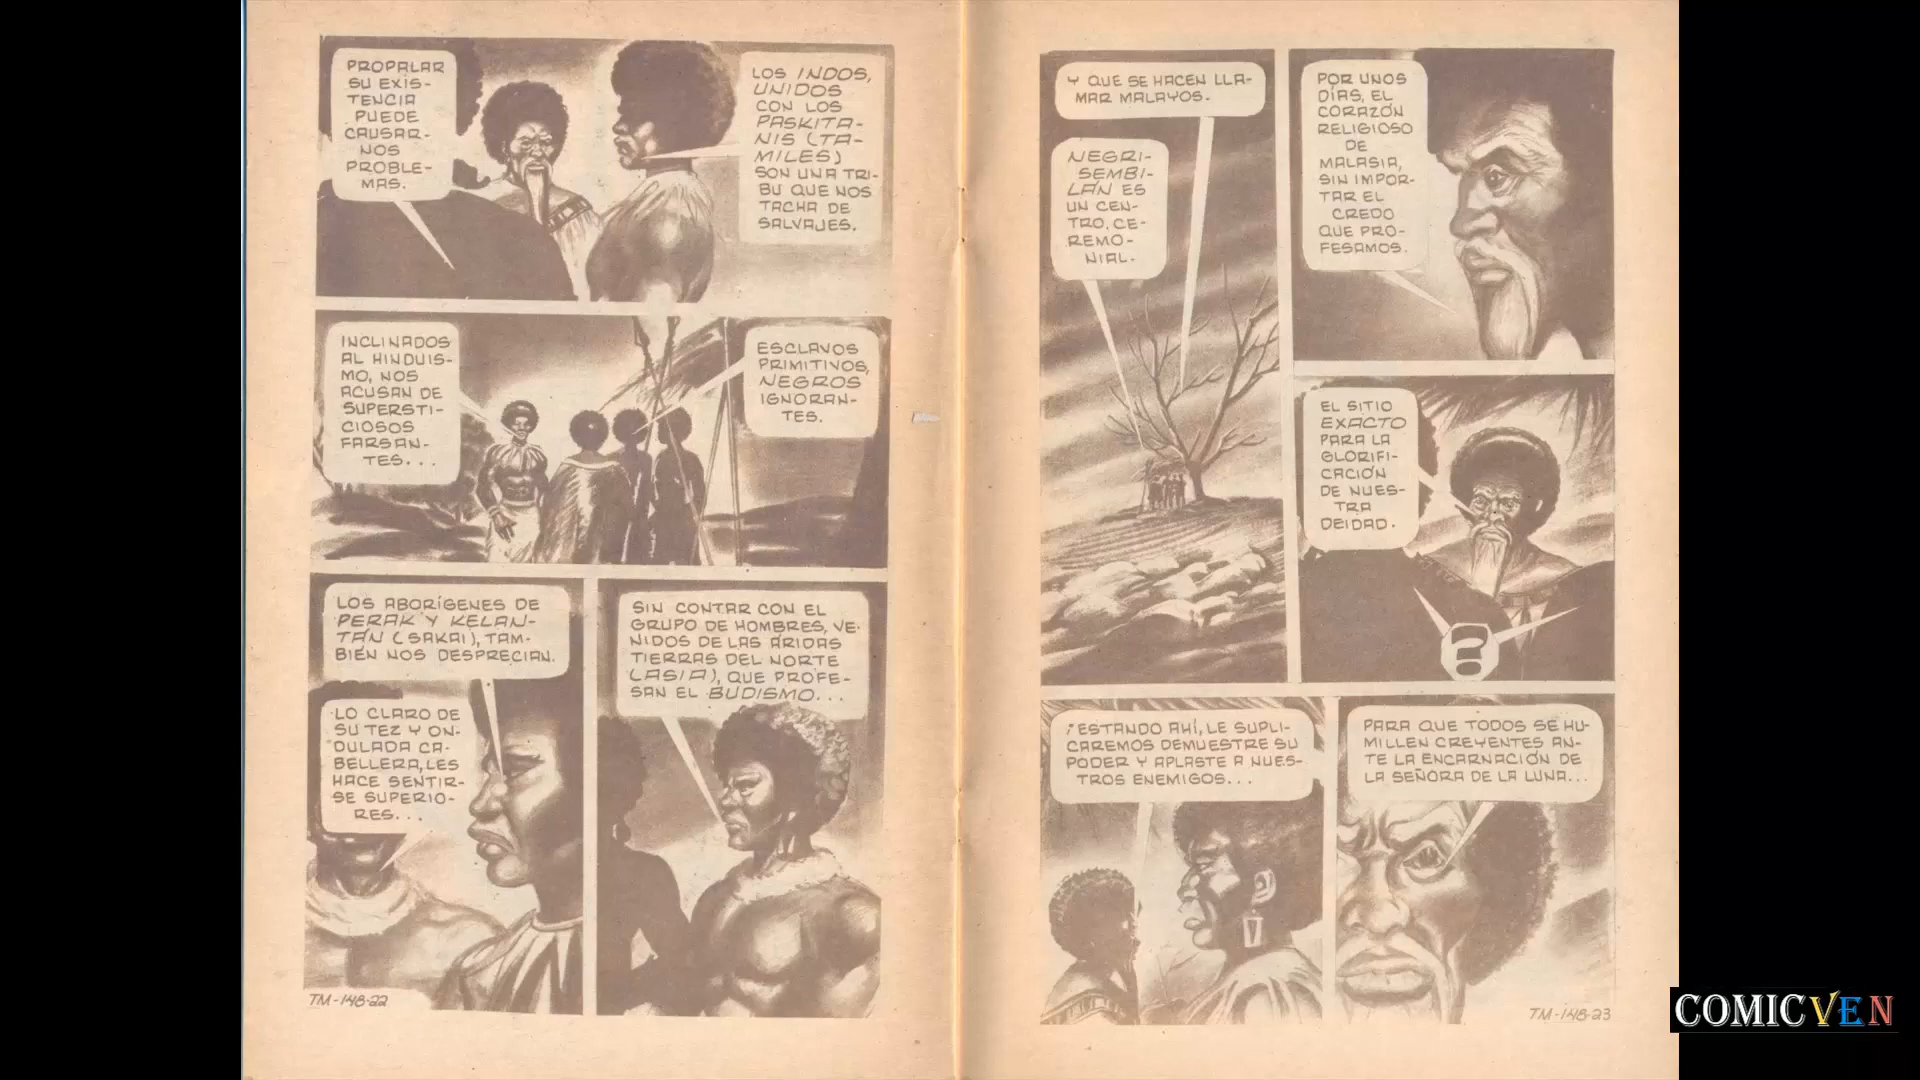 PROPALAR
SU EXIS-
TENCIA
PUEDE
CAUSAR-
NOS
PROBLE-
MAS.
LOS INDOS,
UNIDOS
CON LOS
PASKITA-
NIS (TA-
MILES)
SON UNA TRI-
BU QUE NOS
TACHA DE
SALVAJES.
INCLINADOS
AL HINDUIS-
MO, NOS
ACUSAN DE
SUPERSTI-
CIOSOS
FARSAN-
TES...
ESCLAVOS
PRIMITIVOS,
NEGROS
IGNORAN-
TES.
LOS ABORÍGENES DE
PERAK Y KELAN-
TÁN (SAKAI), TAM-
BIÉN NOS DESPRECIAN.
LO CLARO DE
SU TEZ Y ON-
DULADA CA-
BELLERA, LES
HACE SENTIR-
SE SUPERIO-
RES...
SIN CONTAR CON EL
GRUPO DE HOMBRES, VE-
NIDOS DE LAS ÁRIDAS
TIERRAS DEL NORTE
(ASIA), QUE PROFE-
SAN EL BUDISMO...
TM-148-22
Y QUE SE HACEN LLA-
MAR MALAYOS.
NEGRI-
SEMBI-
LÁN ES
UN CEN-
TRO, CE-
REMO-
NIAL.
POR UNOS
DÍAS, EL
CORAZÓN
RELIGIOSO
DE
MALASIA,
SIN IMPOR-
TAR EL
CREDO
QUE PRO-
FESAMOS.
EL SITIO
EXACTO
PARA LA
GLORIFI-
CACIÓN
DE NUES-
TRA
DEIDAD.
?
¡ESTANDO AHÍ, LE SUPLI-
CAREMOS DEMUESTRE SU
PODER Y APLASTE A NUES-
TROS ENEMIGOS...
PARA QUE TODOS SE HU-
MILLEN CREYENTES AN-
TE LA ENCARNACIÓN DE
LA SEÑORA DE LA LUNA...
TM-148-23
COMICVEN